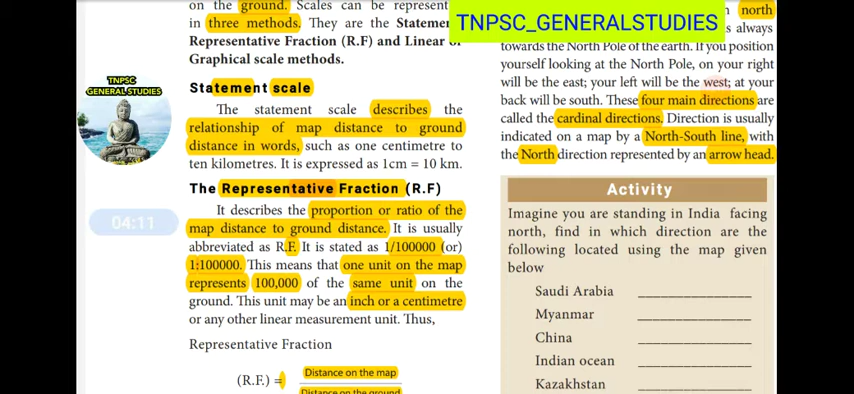 on the ground. Scales can be represent
in three methods. They are the Statemen
Representative Fraction (R.F) and Linear o
Graphical scale methods.
Statement scale
The statement scale describes the
relationship of map distance to ground
distance in words, such as one centimetre to
ten kilometres. It is expressed as 1cm = 10 km.
The Representative Fraction (R.F)
It describes the proportion or ratio of the
map distance to ground distance. It is usually
abbreviated as R.F. It is stated as 1/100000 (or)
1:100000. This means that one unit on the map
represents 100,000 of the same unit on the
ground. This unit may be an inch or a centimetre
or any other linear measurement unit. Thus,
Representative Fraction
(R.F.) = Distance on the map
Distance on the ground
TNPSC_GENERALSTUDIES
north
s always
towards the North Pole of the earth. If you position
yourself looking at the North Pole, on your right
will be the east; your left will be the west; at your
back will be south. These four main directions are
called the cardinal directions. Direction is usually
indicated on a map by a North-South line, with
the North direction represented by an arrow head.
Activity
Imagine you are standing in India facing
north, find in which direction are the
following located using the map given
below
Saudi Arabia
Myanmar
China
Indian ocean
Kazakhstan
TNPSC
GENERAL STUDIES
04:11